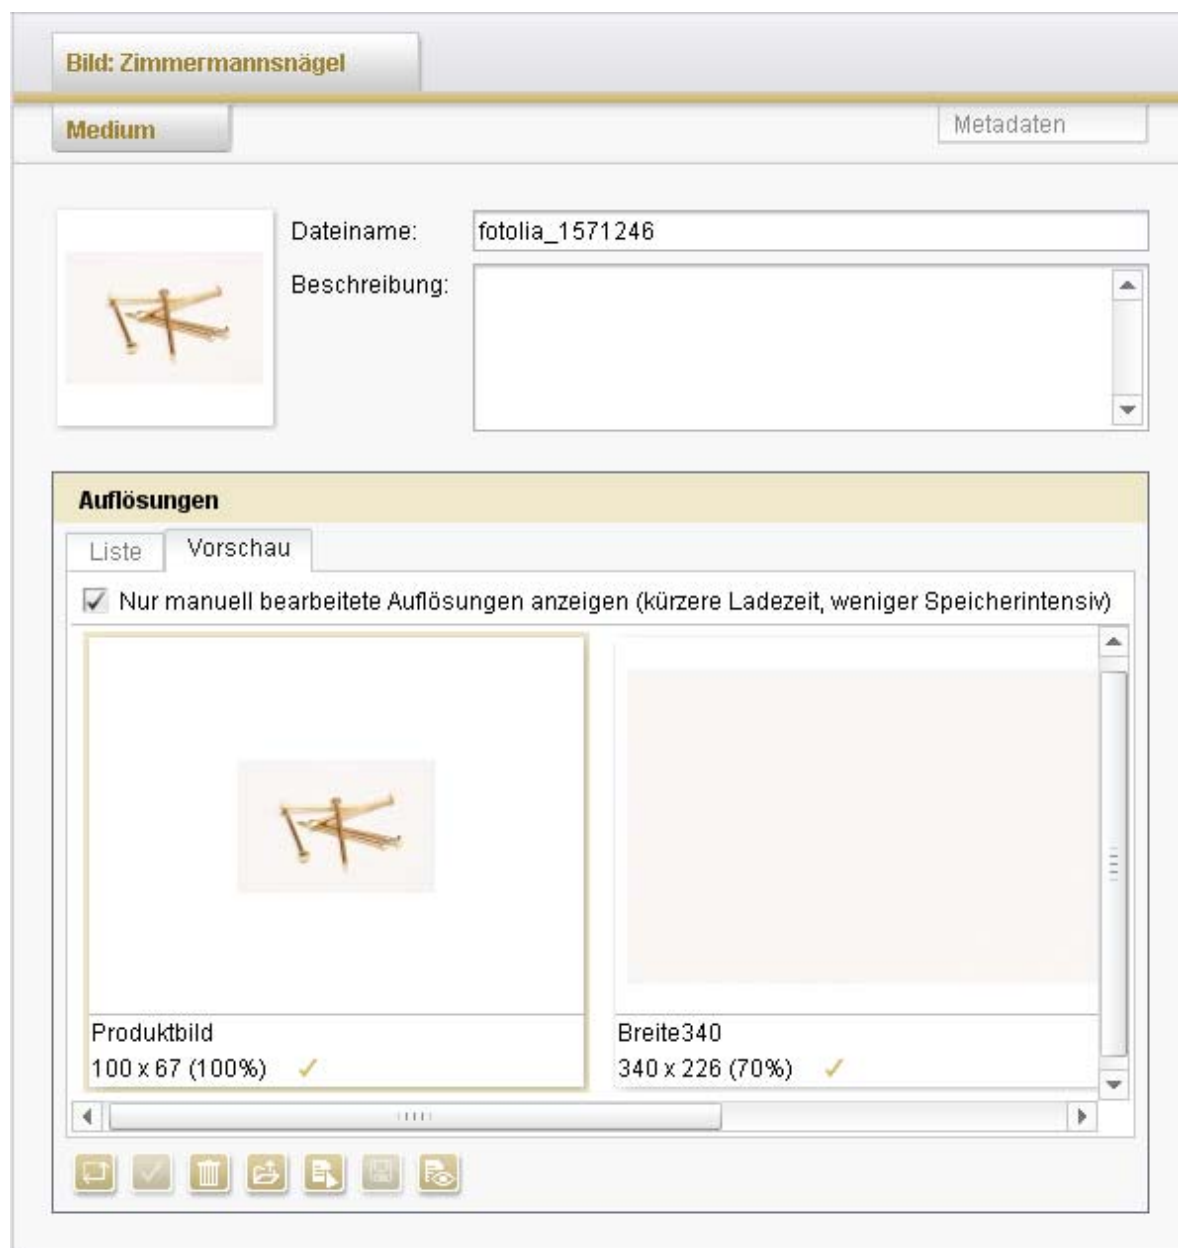 Bild: Zimmermannsnägel
Medium
Metadaten
Dateiname:
fotolia_1571246
Beschreibung:
Auflösungen
Liste
Vorschau
Nur manuell bearbeitete Auflösungen anzeigen (kürzere Ladezeit, weniger Speicherintensiv)
Produktbild
100 x 67 (100%)
Breite340
340 x 226 (70%)